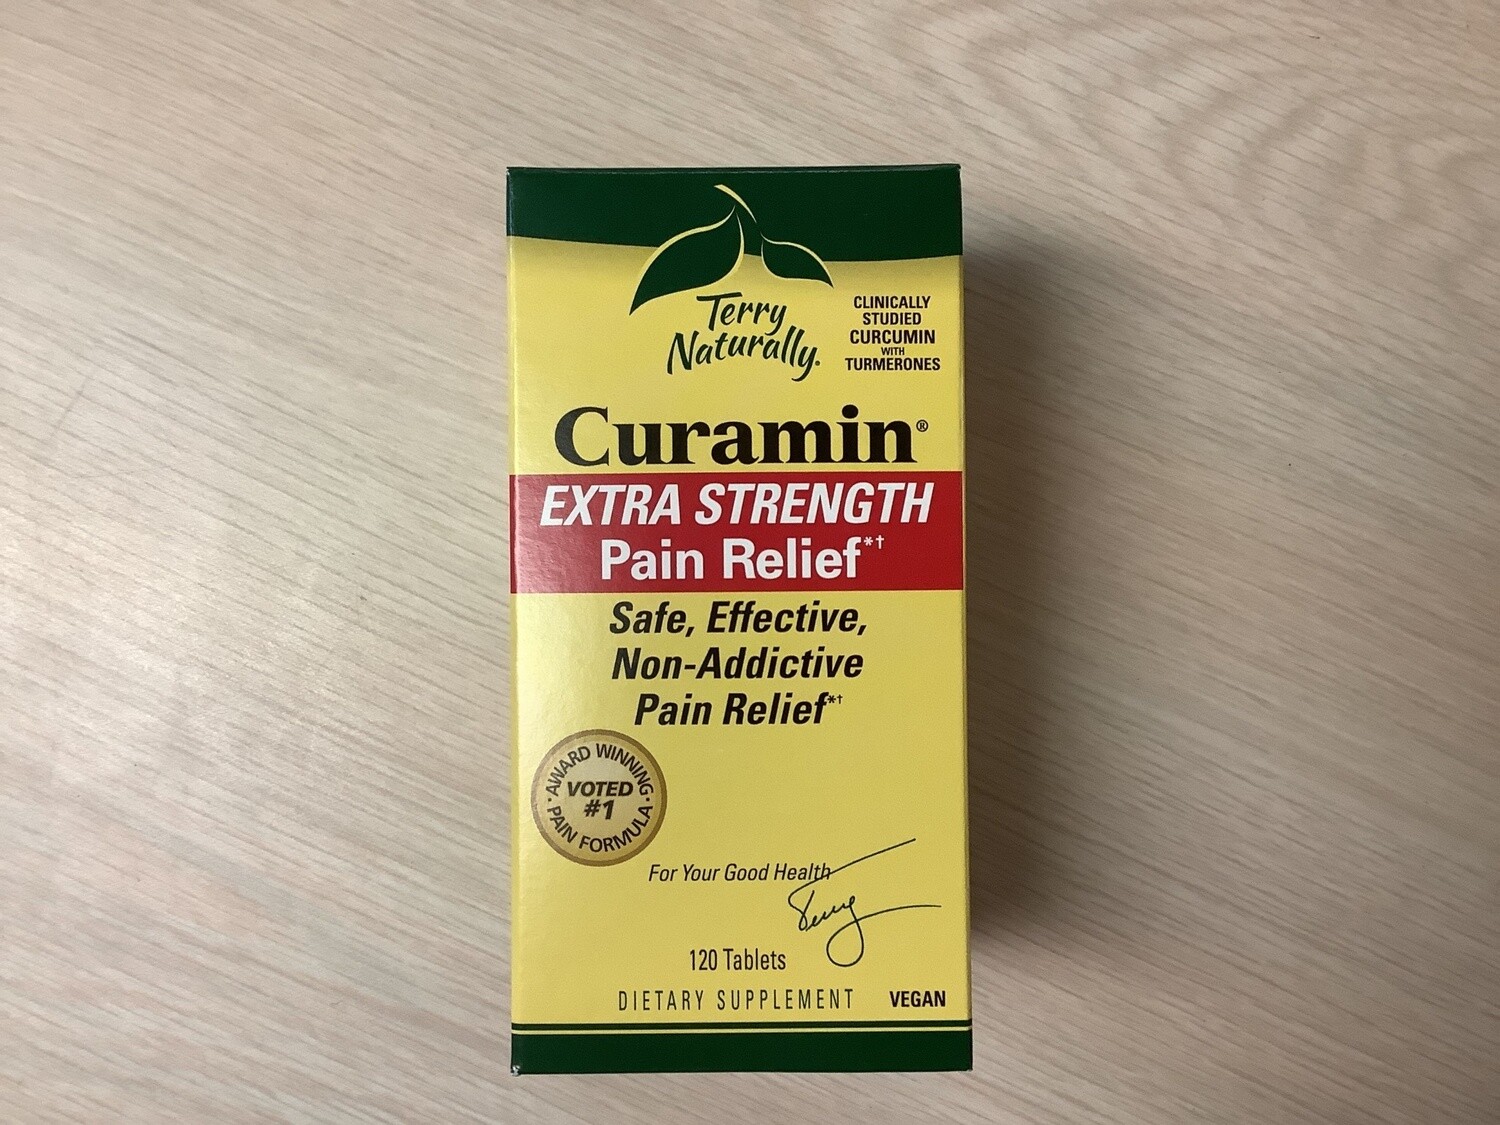 Terry
Naturally®
CLINICALLY
STUDIED
CURCUMIN
WITH
TURMERONES
Curamin®
EXTRA STRENGTH
Pain Relief*†
Safe, Effective,
Non-Addictive
Pain Relief*†
AWARD WINNING
VOTED
#1
PAIN FORMULA
For Your Good Health
Terry
120 Tablets
DIETARY SUPPLEMENT
VEGAN